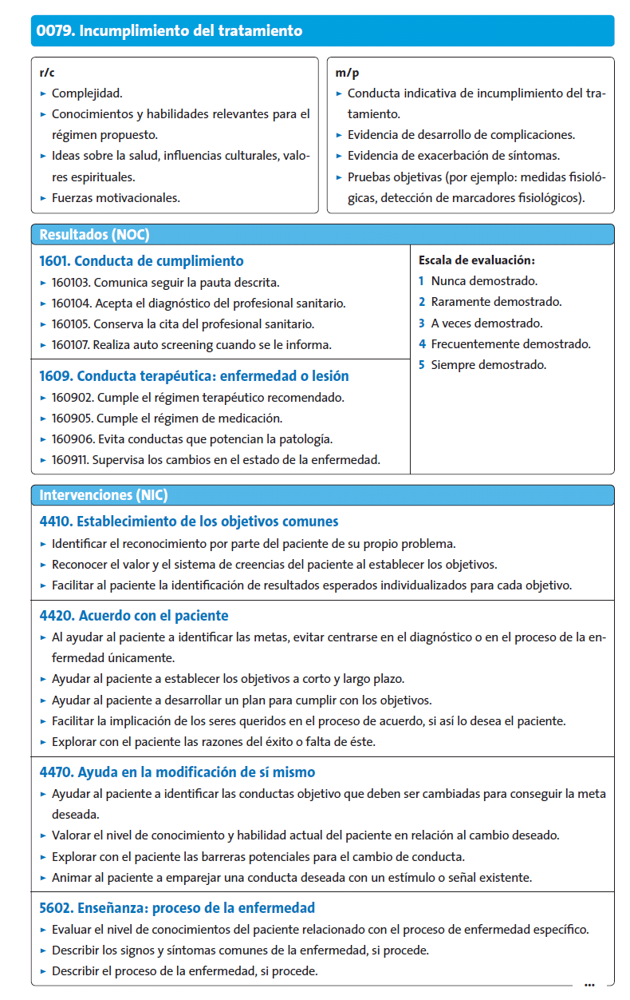 0079. Incumplimiento del tratamiento
r/c
► Complejidad.
► Conocimientos y habilidades relevantes para el
régimen propuesto.
► Ideas sobre la salud, influencias culturales, valo-
res espirituales.
► Fuerzas motivacionales.
m/p
► Conducta indicativa de incumplimiento del tra-
tamiento.
► Evidencia de desarrollo de complicaciones.
► Evidencia de exacerbación de síntomas.
► Pruebas objetivas (por ejemplo: medidas fisioló-
gicas, detección de marcadores fisiológicos).
Resultados (NOC)
1601. Conducta de cumplimiento
► 160103. Comunica seguir la pauta descrita.
► 160104. Acepta el diagnóstico del profesional sanitario.
► 160105. Conserva la cita del profesional sanitario.
► 160107. Realiza auto screening cuando se le informa.
1609. Conducta terapéutica: enfermedad o lesión
► 160902. Cumple el régimen terapéutico recomendado.
► 160905. Cumple el régimen de medicación.
► 160906. Evita conductas que potencian la patología.
► 160911. Supervisa los cambios en el estado de la enfermedad.
Escala de evaluación:
1 Nunca demostrado.
2 Raramente demostrado.
3 A veces demostrado.
4 Frecuentemente demostrado.
5 Siempre demostrado.
Intervenciones (NIC)
4410. Establecimiento de los objetivos comunes
► Identificar el reconocimiento por parte del paciente de su propio problema.
► Reconocer el valor y el sistema de creencias del paciente al establecer los objetivos.
► Facilitar al paciente la identificación de resultados esperados individualizados para cada objetivo.
4420. Acuerdo con el paciente
► Al ayudar al paciente a identificar las metas, evitar centrarse en el diagnóstico o en el proceso de la en-
fermedad únicamente.
► Ayudar al paciente a establecer los objetivos a corto y largo plazo.
► Ayudar al paciente a desarrollar un plan para cumplir con los objetivos.
► Facilitar la implicación de los seres queridos en el proceso de acuerdo, si así lo desea el paciente.
► Explorar con el paciente las razones del éxito o falta de éste.
4470. Ayuda en la modificación de sí mismo
► Ayudar al paciente a identificar las conductas objetivo que deben ser cambiadas para conseguir la meta
deseada.
► Valorar el nivel de conocimiento y habilidad actual del paciente en relación al cambio deseado.
► Explorar con el paciente las barreras potenciales para el cambio de conducta.
► Animar al paciente a emparejar una conducta deseada con un estímulo o señal existente.
5602. Enseñanza: proceso de la enfermedad
► Evaluar el nivel de conocimientos del paciente relacionado con el proceso de enfermedad específico.
► Describir los signos y síntomas comunes de la enfermedad, si procede.
► Describir el proceso de la enfermedad, si procede.
...